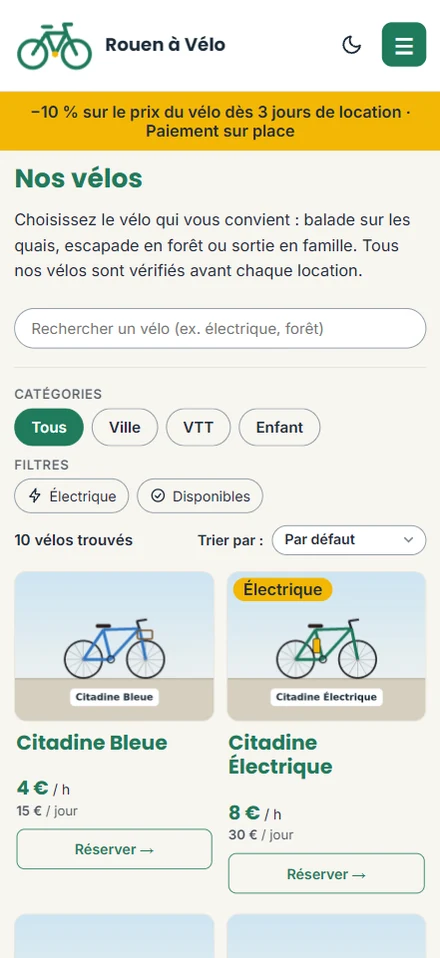 Rouen à Vélo
−10 % sur le prix du vélo dès 3 jours de location ·
Paiement sur place
Nos vélos
Choisissez le vélo qui vous convient : balade sur les
quais, escapade en forêt ou sortie en famille. Tous
nos vélos sont vérifiés avant chaque location.
Rechercher un vélo (ex. électrique, forêt)
CATÉGORIES
Tous
Ville
VTT
Enfant
FILTRES
Électrique
Disponibles
10 vélos trouvés
Trier par :
Par défaut
Citadine Bleue
Citadine Bleue
4 € / h
15 € / jour
Réserver →
Électrique
Citadine Électrique
Citadine
Électrique
8 € / h
30 € / jour
Réserver →